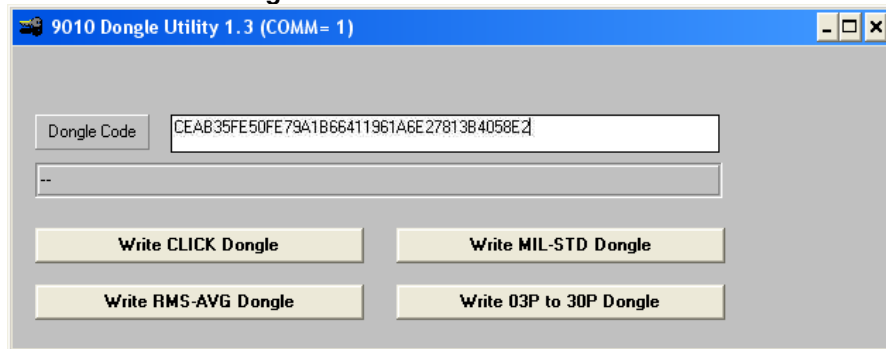 9010 Dongle Utility 1.3 (COMM= 1)
Dongle Code CEAB35FE50FE79A1B66411961A6E27813B4058E2
--
Write CLICK Dongle Write MIL-STD Dongle
Write RMS-AVG Dongle Write 03P to 30P Dongle